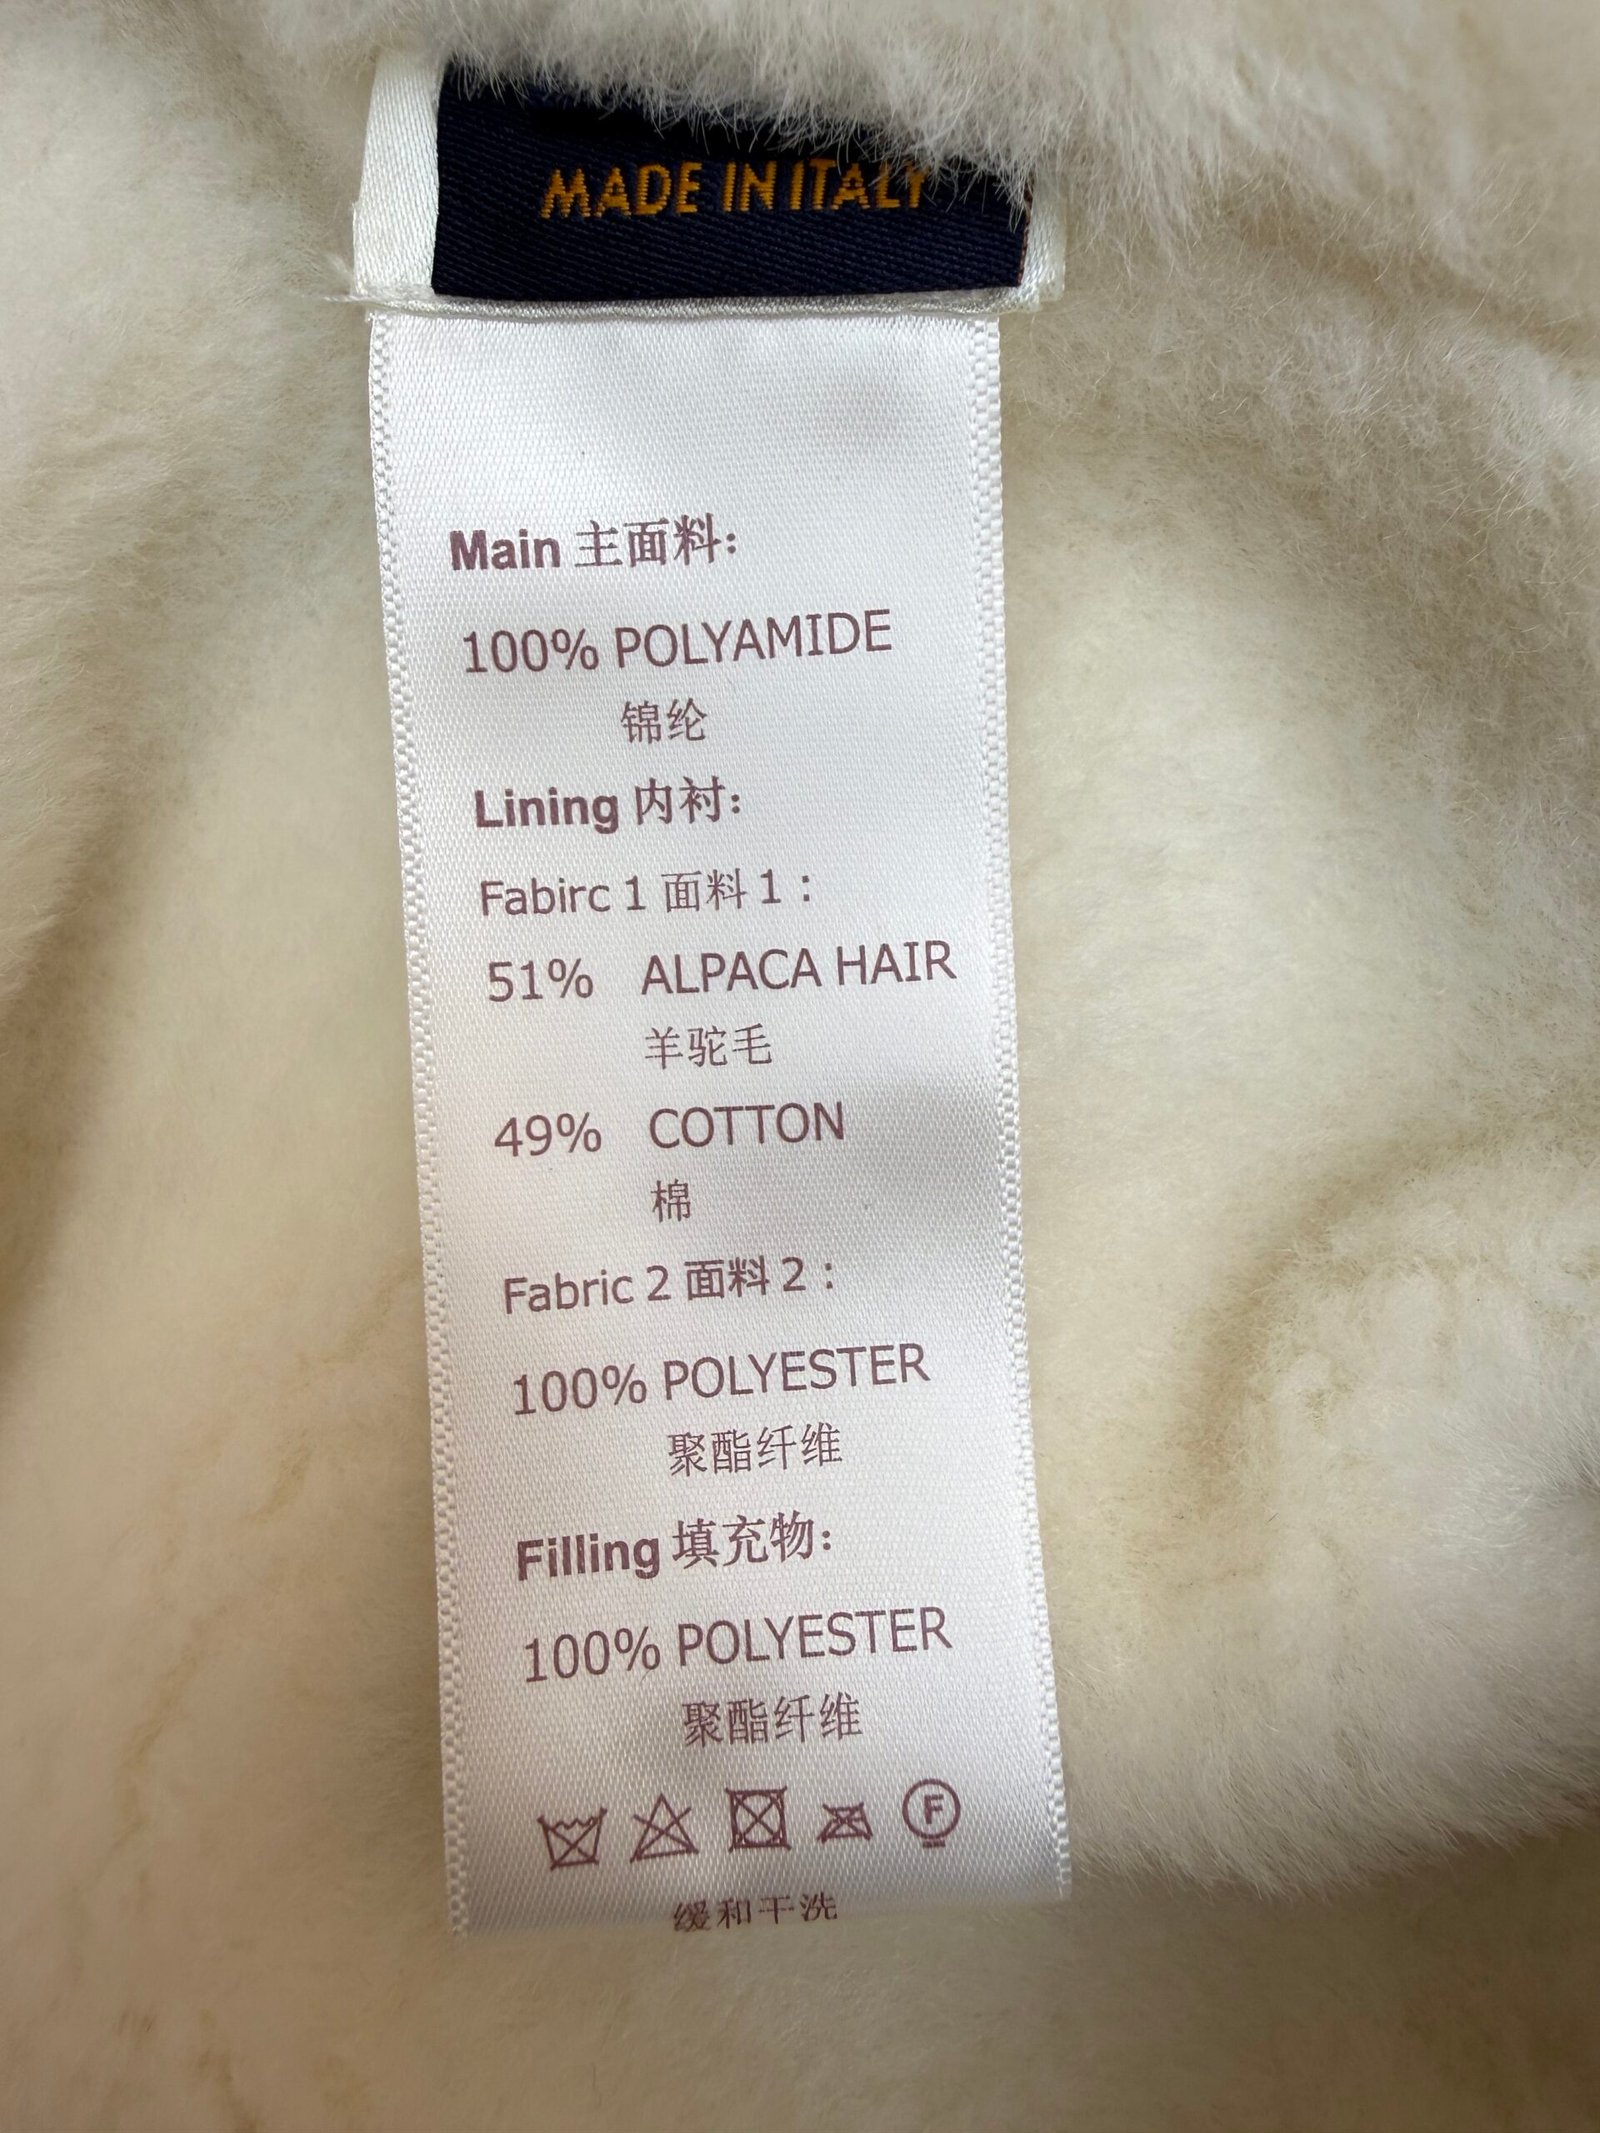 MADE IN ITALY
Main 主面料:
100% POLYAMIDE
锦纶
Lining 内衬:
Fabirc 1 面料 1 :
51% ALPACA HAIR
羊驼毛
49% COTTON
棉
Fabric 2 面料 2 :
100% POLYESTER
聚酯纤维
Filling 填充物:
100% POLYESTER
聚酯纤维
F
缓和干洗